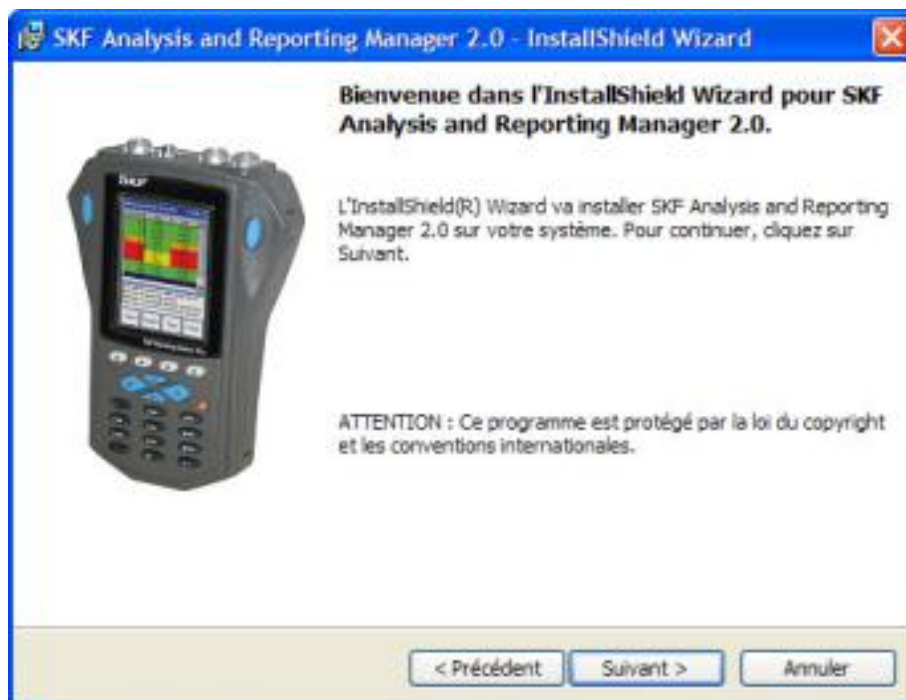 SKF Analysis and Reporting Manager 2.0 - InstallShield Wizard
Bienvenue dans l'InstallShield Wizard pour SKF
Analysis and Reporting Manager 2.0.
L'InstallShield(R) Wizard va installer SKF Analysis and Reporting
Manager 2.0 sur votre système. Pour continuer, cliquez sur
Suivant.
ATTENTION : Ce programme est protégé par la loi du copyright
et les conventions internationales.
SKF
< Précédent
Suivant >
Annuler